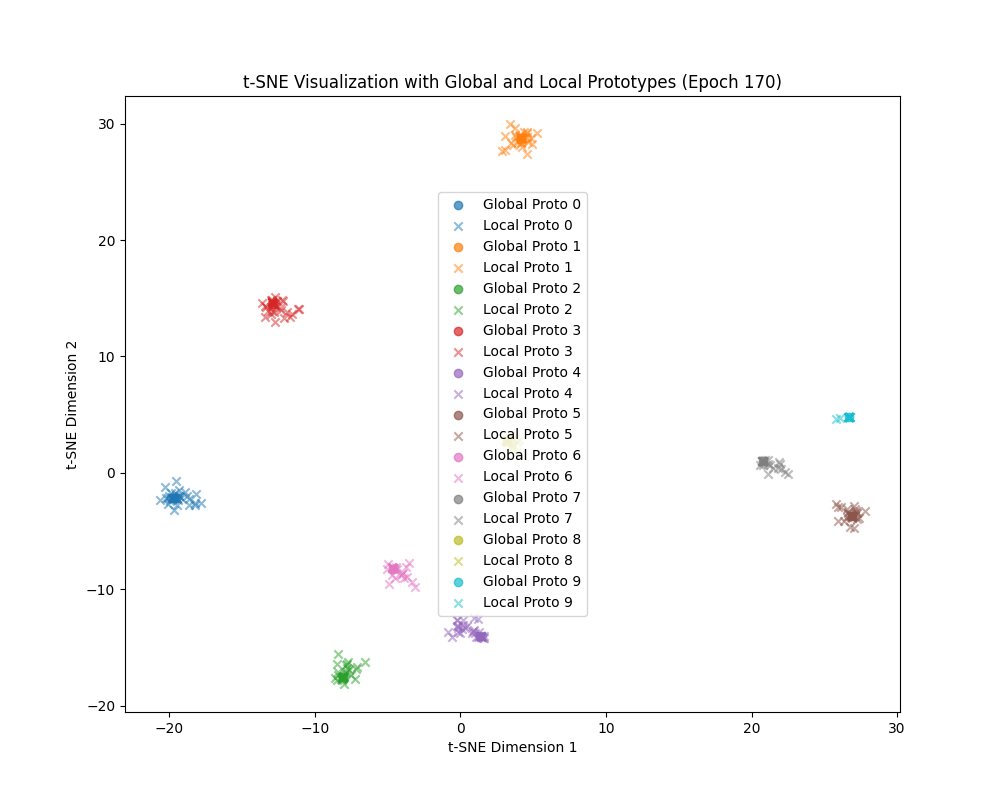 t-SNE Visualization with Global and Local Prototypes (Epoch 170)
t-SNE Dimension 2
30
20
10
0
−10
−20
Global Proto 0
Local Proto 0
Global Proto 1
Local Proto 1
Global Proto 2
Local Proto 2
Global Proto 3
Local Proto 3
Global Proto 4
Local Proto 4
Global Proto 5
Local Proto 5
Global Proto 6
Local Proto 6
Global Proto 7
Local Proto 7
Global Proto 8
Local Proto 8
Global Proto 9
Local Proto 9
−20 −10 0 10 20 30
t-SNE Dimension 1